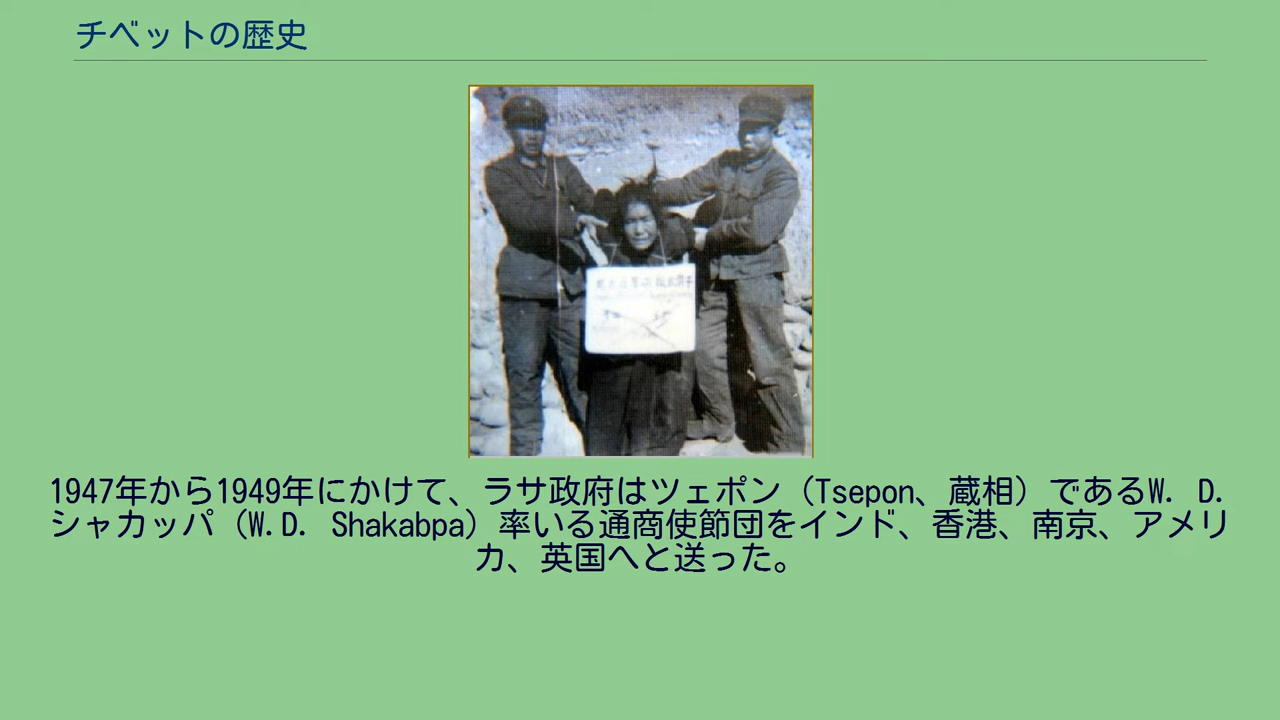 チベットの歴史
1947年から1949年にかけて、ラサ政府はツェポン（Tsepon、蔵相）であるW. D.
シャカッパ（W.D. Shakabpa）率いる通商使節団をインド、香港、南京、アメリ
カ、英国へと送った。